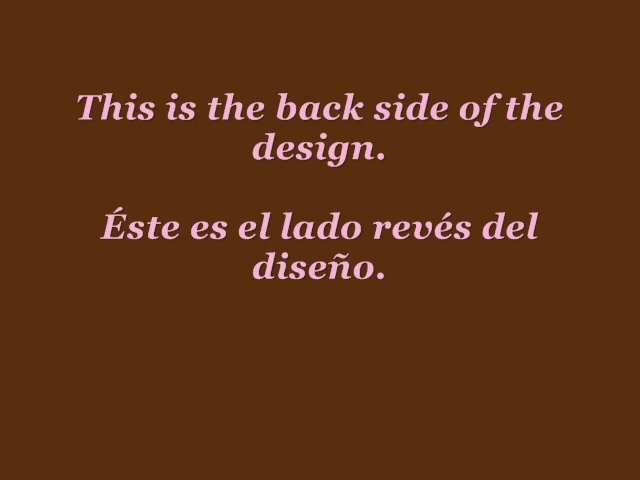 This is the back side of the
design.
Éste es el lado revés del
diseño.